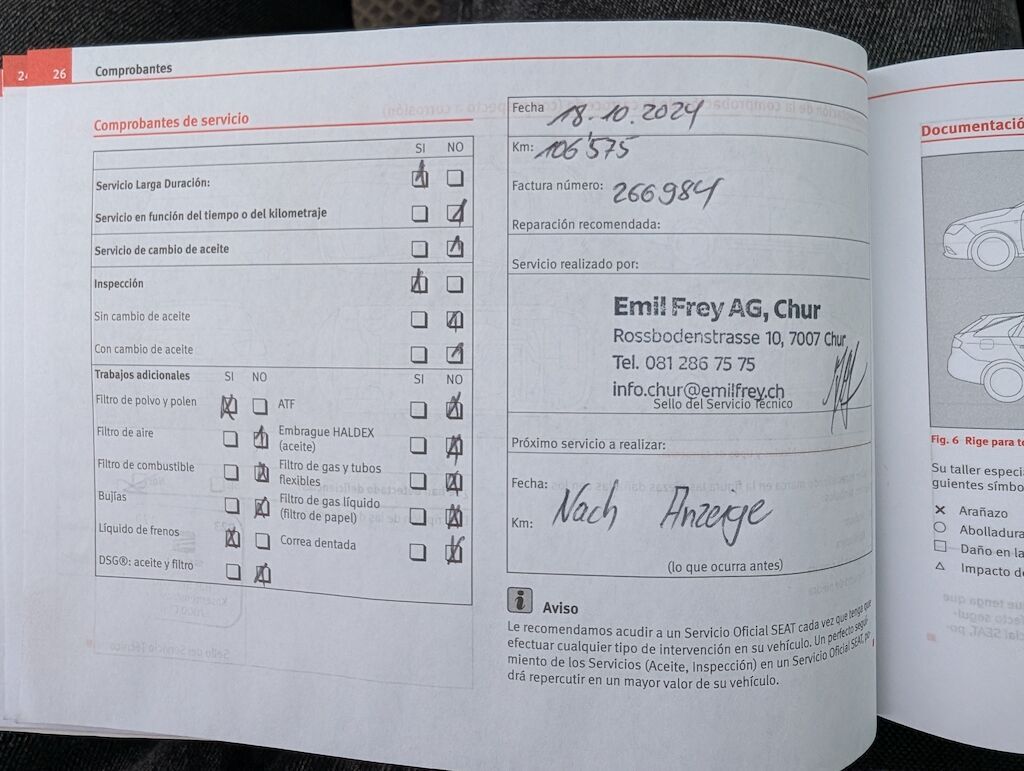 24
26 Comprobantes
Comprobantes de servicio
SI NO
Servicio Larga Duración:
Servicio en función del tiempo o del kilometraje
Servicio de cambio de aceite
Inspección
Sin cambio de aceite
Con cambio de aceite
Trabajos adicionales SI NO SI NO
Filtro de polvo y polen ATF
Filtro de aire Embrague HALDEX
(aceite)
Filtro de combustible Filtro de gas y tubos
flexibles
Bujías Filtro de gas líquido
(filtro de papel)
Líquido de frenos Correa dentada
DSG®: aceite y filtro
Fecha 18.10.2024
Km: 106'575
Factura número: 266984
Reparación recomendada:
Servicio realizado por:
Emil Frey AG, Chur
Rossbodenstrasse 10, 7007 Chur
Tel. 081 286 75 75
info.chur@emilfrey.ch
Sello del Servicio Técnico
Próximo servicio a realizar:
Fecha: Nach Anzeige
Km:
(lo que ocurra antes)
i Aviso
Le recomendamos acudir a un Servicio Oficial SEAT cada vez que tenga que
efectuar cualquier tipo de intervención en su vehículo. Un perfecto segui-
miento de los Servicios (Aceite, Inspección) en un Servicio Oficial SEAT, po-
drá repercutir en un mayor valor de su vehículo.
Documentació
Fig. 6 Rige para to
Su taller especia
guientes símbo
Arañazo
Abolladura
Daño en la
Impacto de